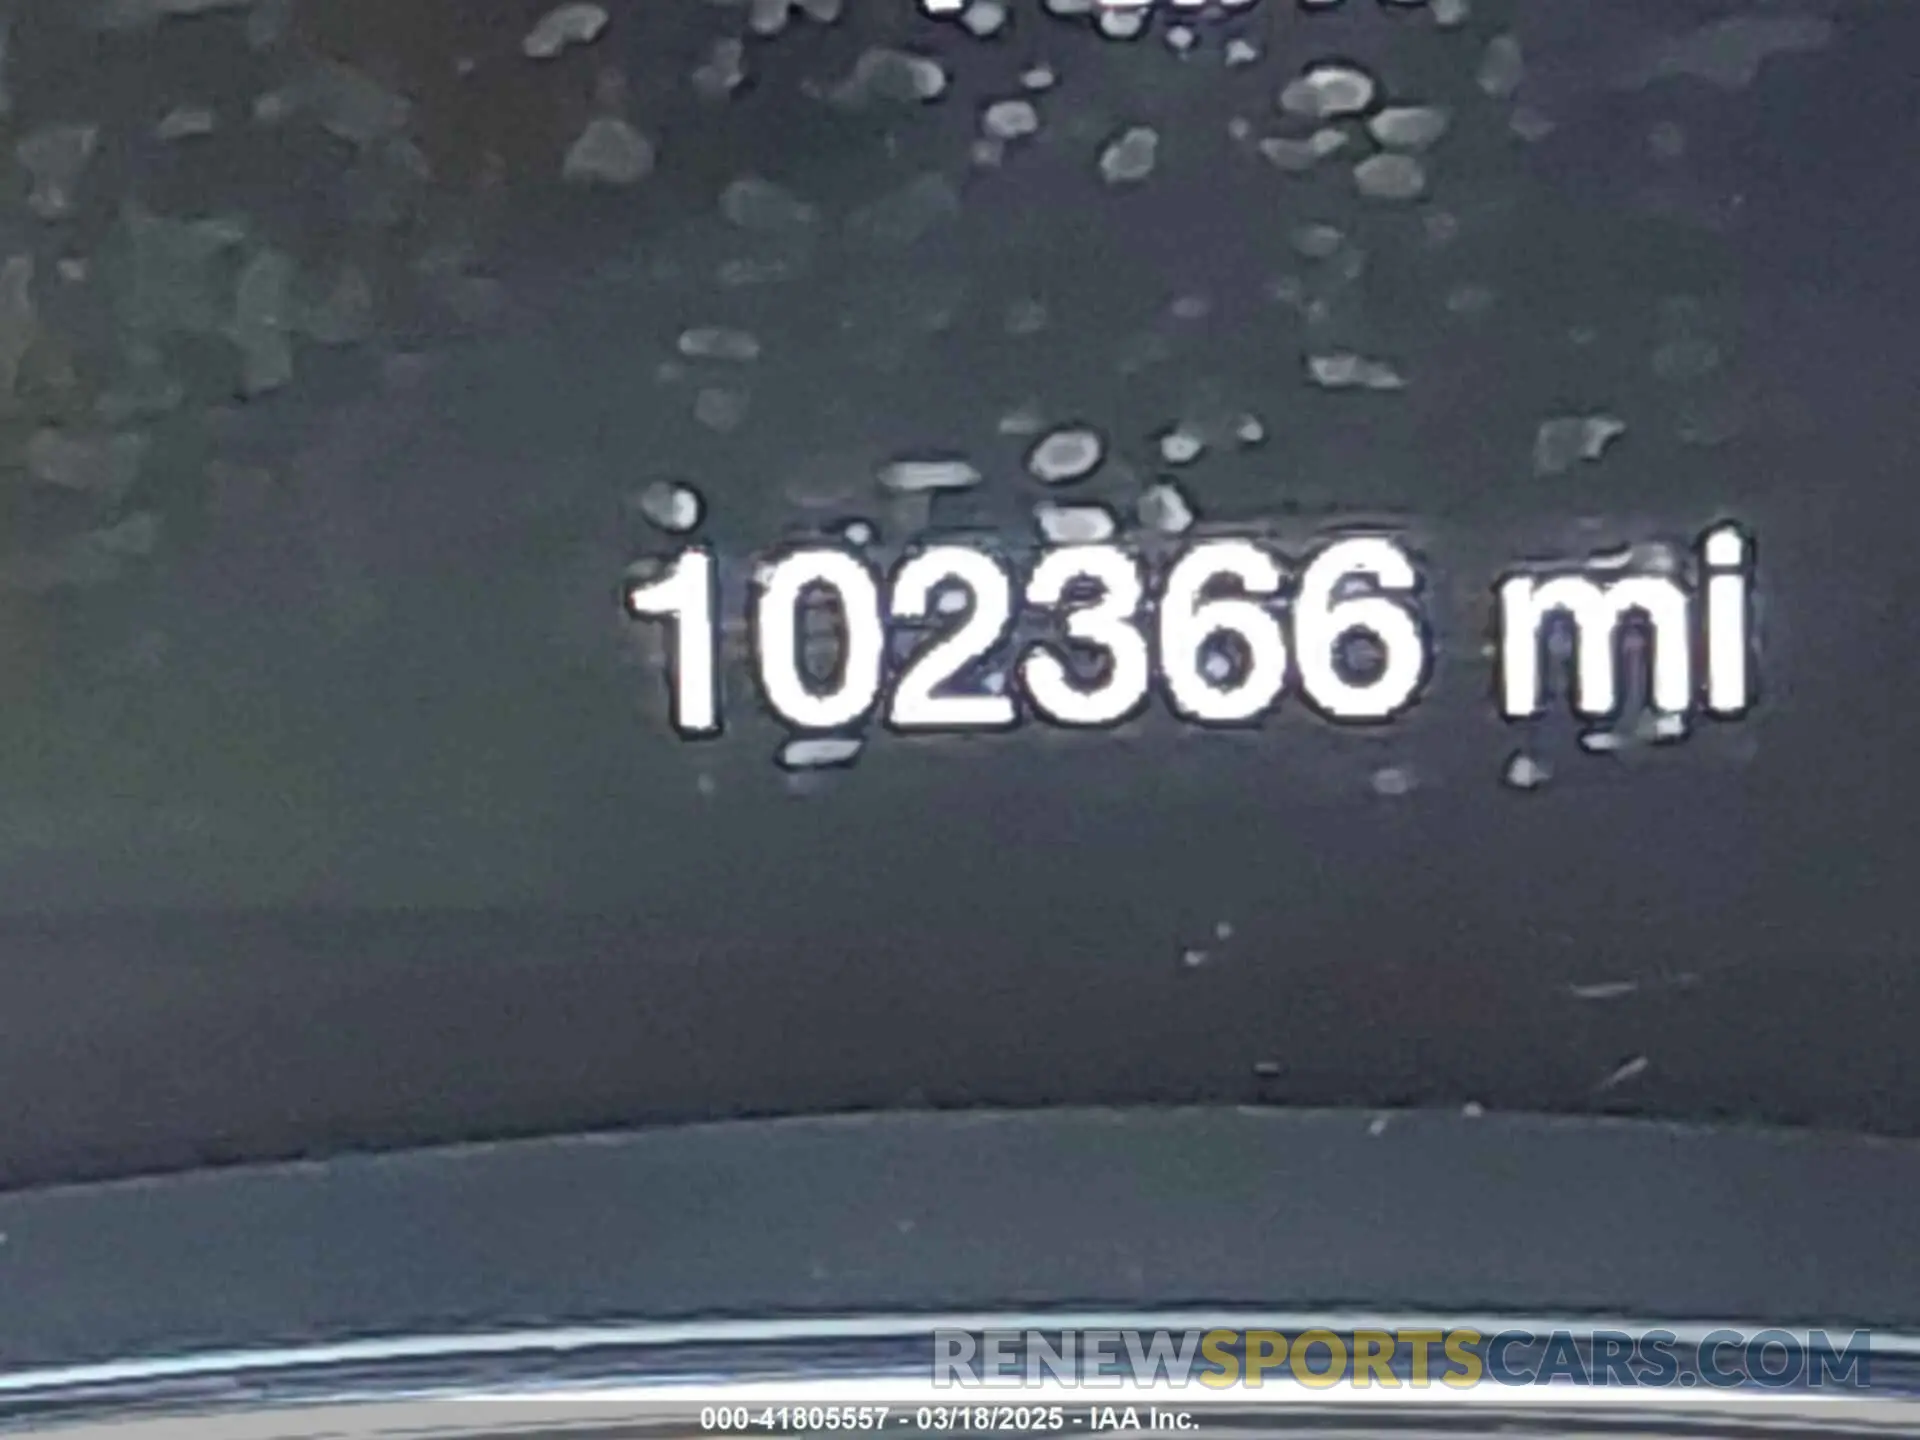 102366 mi
RENEWSPORTSCARS.COM
000-41805557 - 03/18/2025 - IAA Inc.